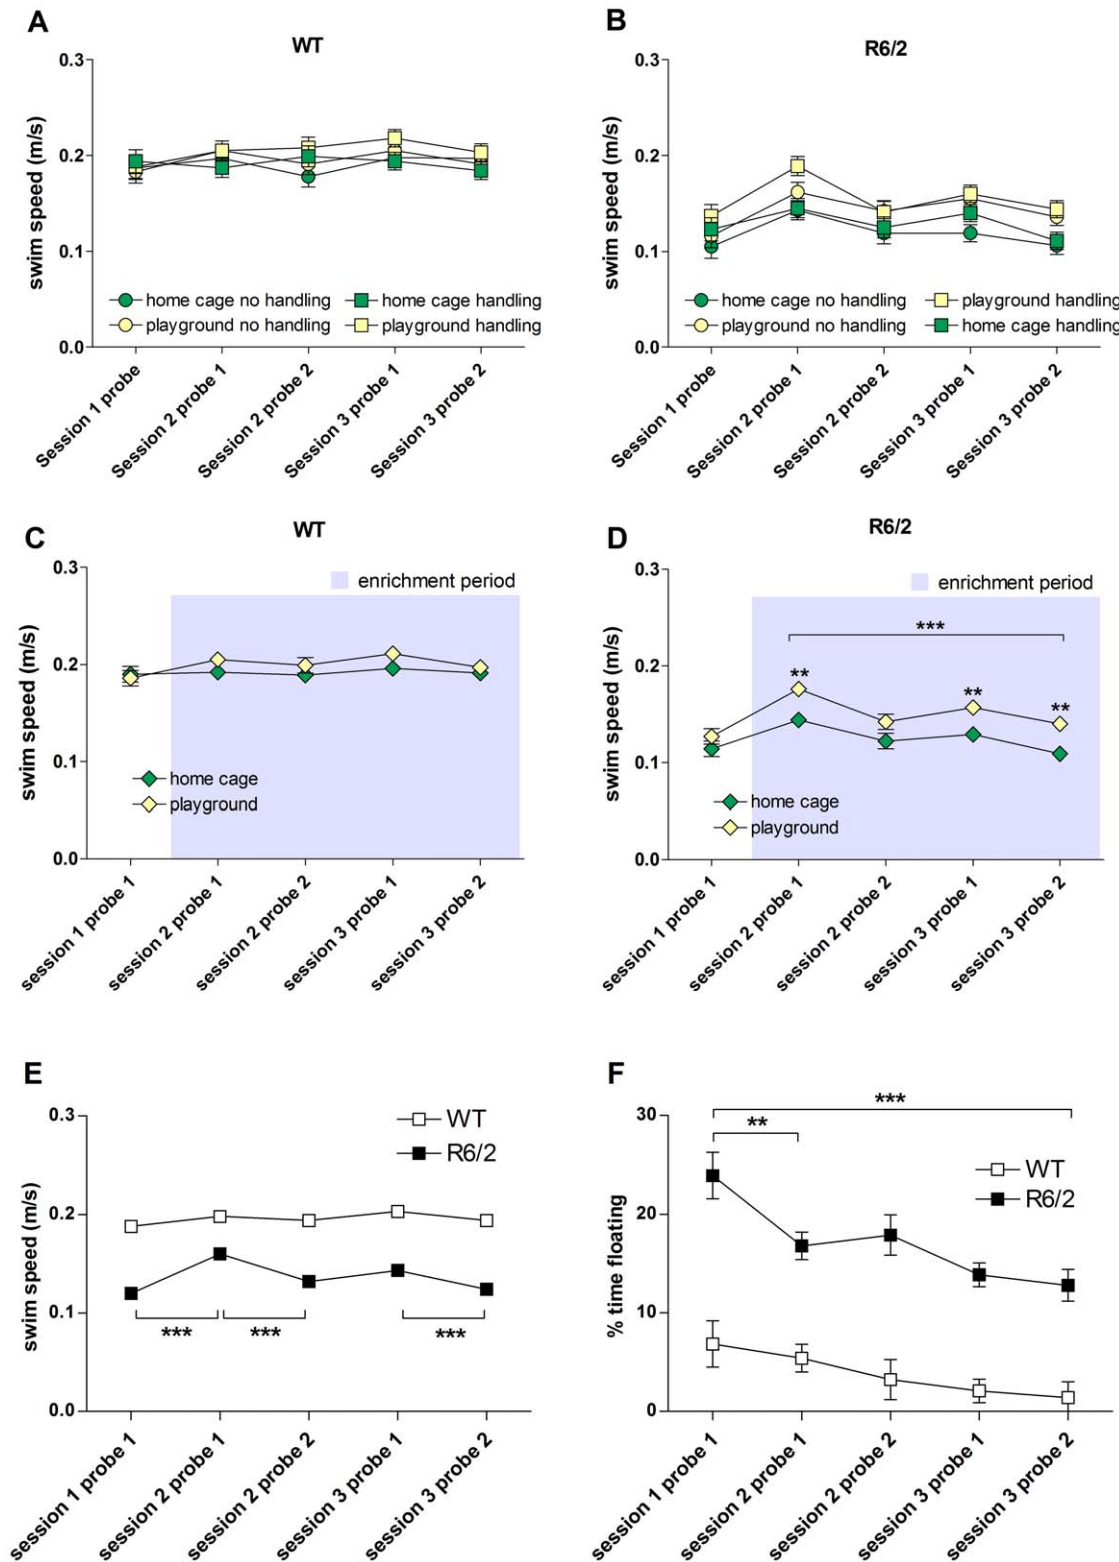 A
WT
0.3
0.2
0.1
0.0
swim speed (m/s)
home cage no handling
home cage handling
playground no handling
playground handling
Session 1 probe
Session 2 probe 1
Session 2 probe 2
Session 3 probe 1
Session 3 probe 2
B
R6/2
0.3
0.2
0.1
0.0
swim speed (m/s)
home cage no handling
playground handling
playground no handling
home cage handling
Session 1 probe
Session 2 probe 1
Session 2 probe 2
Session 3 probe 1
Session 3 probe 2
C
WT
0.3
0.2
0.1
0.0
swim speed (m/s)
enrichment period
home cage
playground
session 1 probe 1
session 2 probe 1
session 2 probe 2
session 3 probe 1
session 3 probe 2
D
R6/2
0.3
0.2
0.1
0.0
swim speed (m/s)
enrichment period
***
**
**
**
home cage
playground
session 1 probe 1
session 2 probe 1
session 2 probe 2
session 3 probe 1
session 3 probe 2
E
0.3
0.2
0.1
0.0
swim speed (m/s)
WT
R6/2
***
***
***
session 1 probe 1
session 2 probe 1
session 2 probe 2
session 3 probe 1
session 3 probe 2
F
30
20
10
0
% time floating
***
**
WT
R6/2
session 1 probe 1
session 2 probe 1
session 2 probe 2
session 3 probe 1
session 3 probe 2